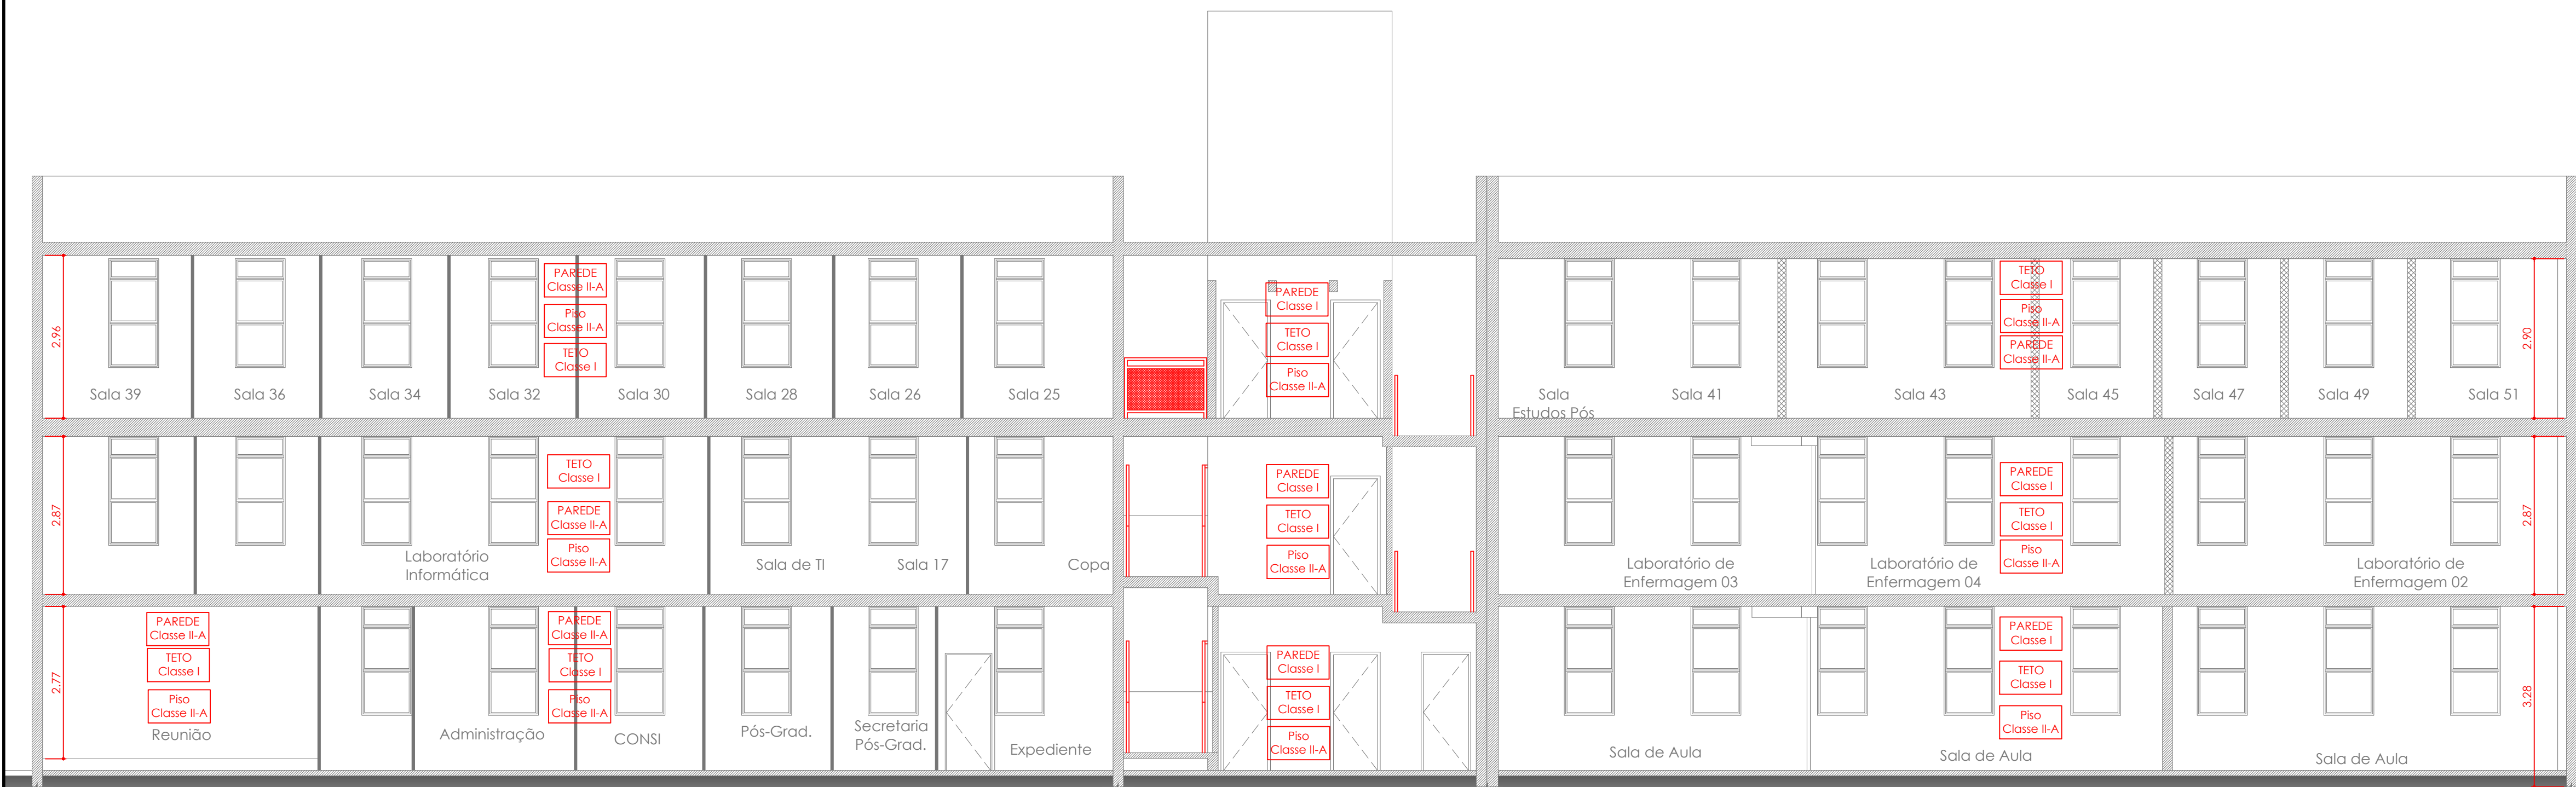 PAREDE
Classe II-A
Piso
Classe II-A
TETO
Classe I
2.96
Sala 39
Sala 36
Sala 34
Sala 32
Sala 30
Sala 28
Sala 26
Sala 25
PAREDE
Classe I
TETO
Classe I
Piso
Classe II-A
TETO
Classe I
Piso
Classe II-A
PAREDE
Classe II-A
2.90
Sala
Estudos Pós
Sala 41
Sala 43
Sala 45
Sala 47
Sala 49
Sala 51
2.87
TETO
Classe I
PAREDE
Classe II-A
Piso
Classe II-A
Laboratório
Informática
Sala de TI
Sala 17
Copa
PAREDE
Classe I
TETO
Classe I
Piso
Classe II-A
PAREDE
Classe I
TETO
Classe I
Piso
Classe II-A
2.87
Laboratório de
Enfermagem 03
Laboratório de
Enfermagem 04
Laboratório de
Enfermagem 02
2.77
PAREDE
Classe II-A
TETO
Classe I
Piso
Classe II-A
Reunião
PAREDE
Classe II-A
TETO
Classe I
Piso
Classe II-A
Administração
CONSI
Pós-Grad.
Secretaria
Pós-Grad.
Expediente
PAREDE
Classe I
TETO
Classe I
Piso
Classe II-A
PAREDE
Classe I
TETO
Classe I
Piso
Classe II-A
3.28
Sala de Aula
Sala de Aula
Sala de Aula